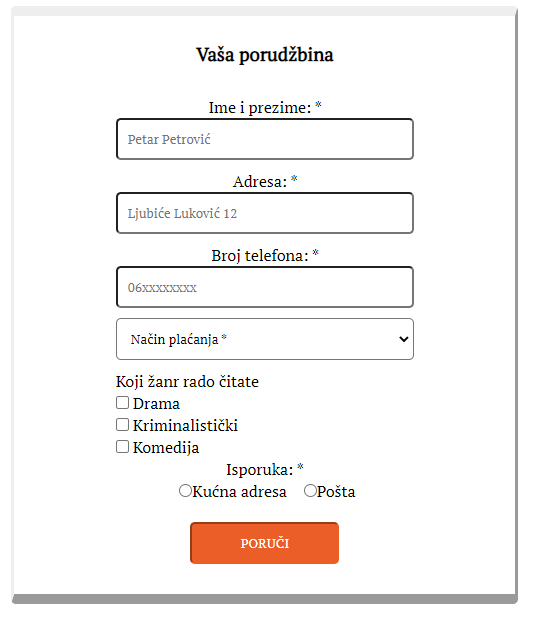 Vaša porudžbina
Ime i prezime: *
Petar Petrović
Adresa: *
Ljubiće Luković 12
Broj telefona: *
06xxxxxxxx
Način plaćanja *
Koji žanr rado čitate
Drama
Kriminalistički
Komedija
Isporuka: *
Kućna adresa Pošta
PORUČI